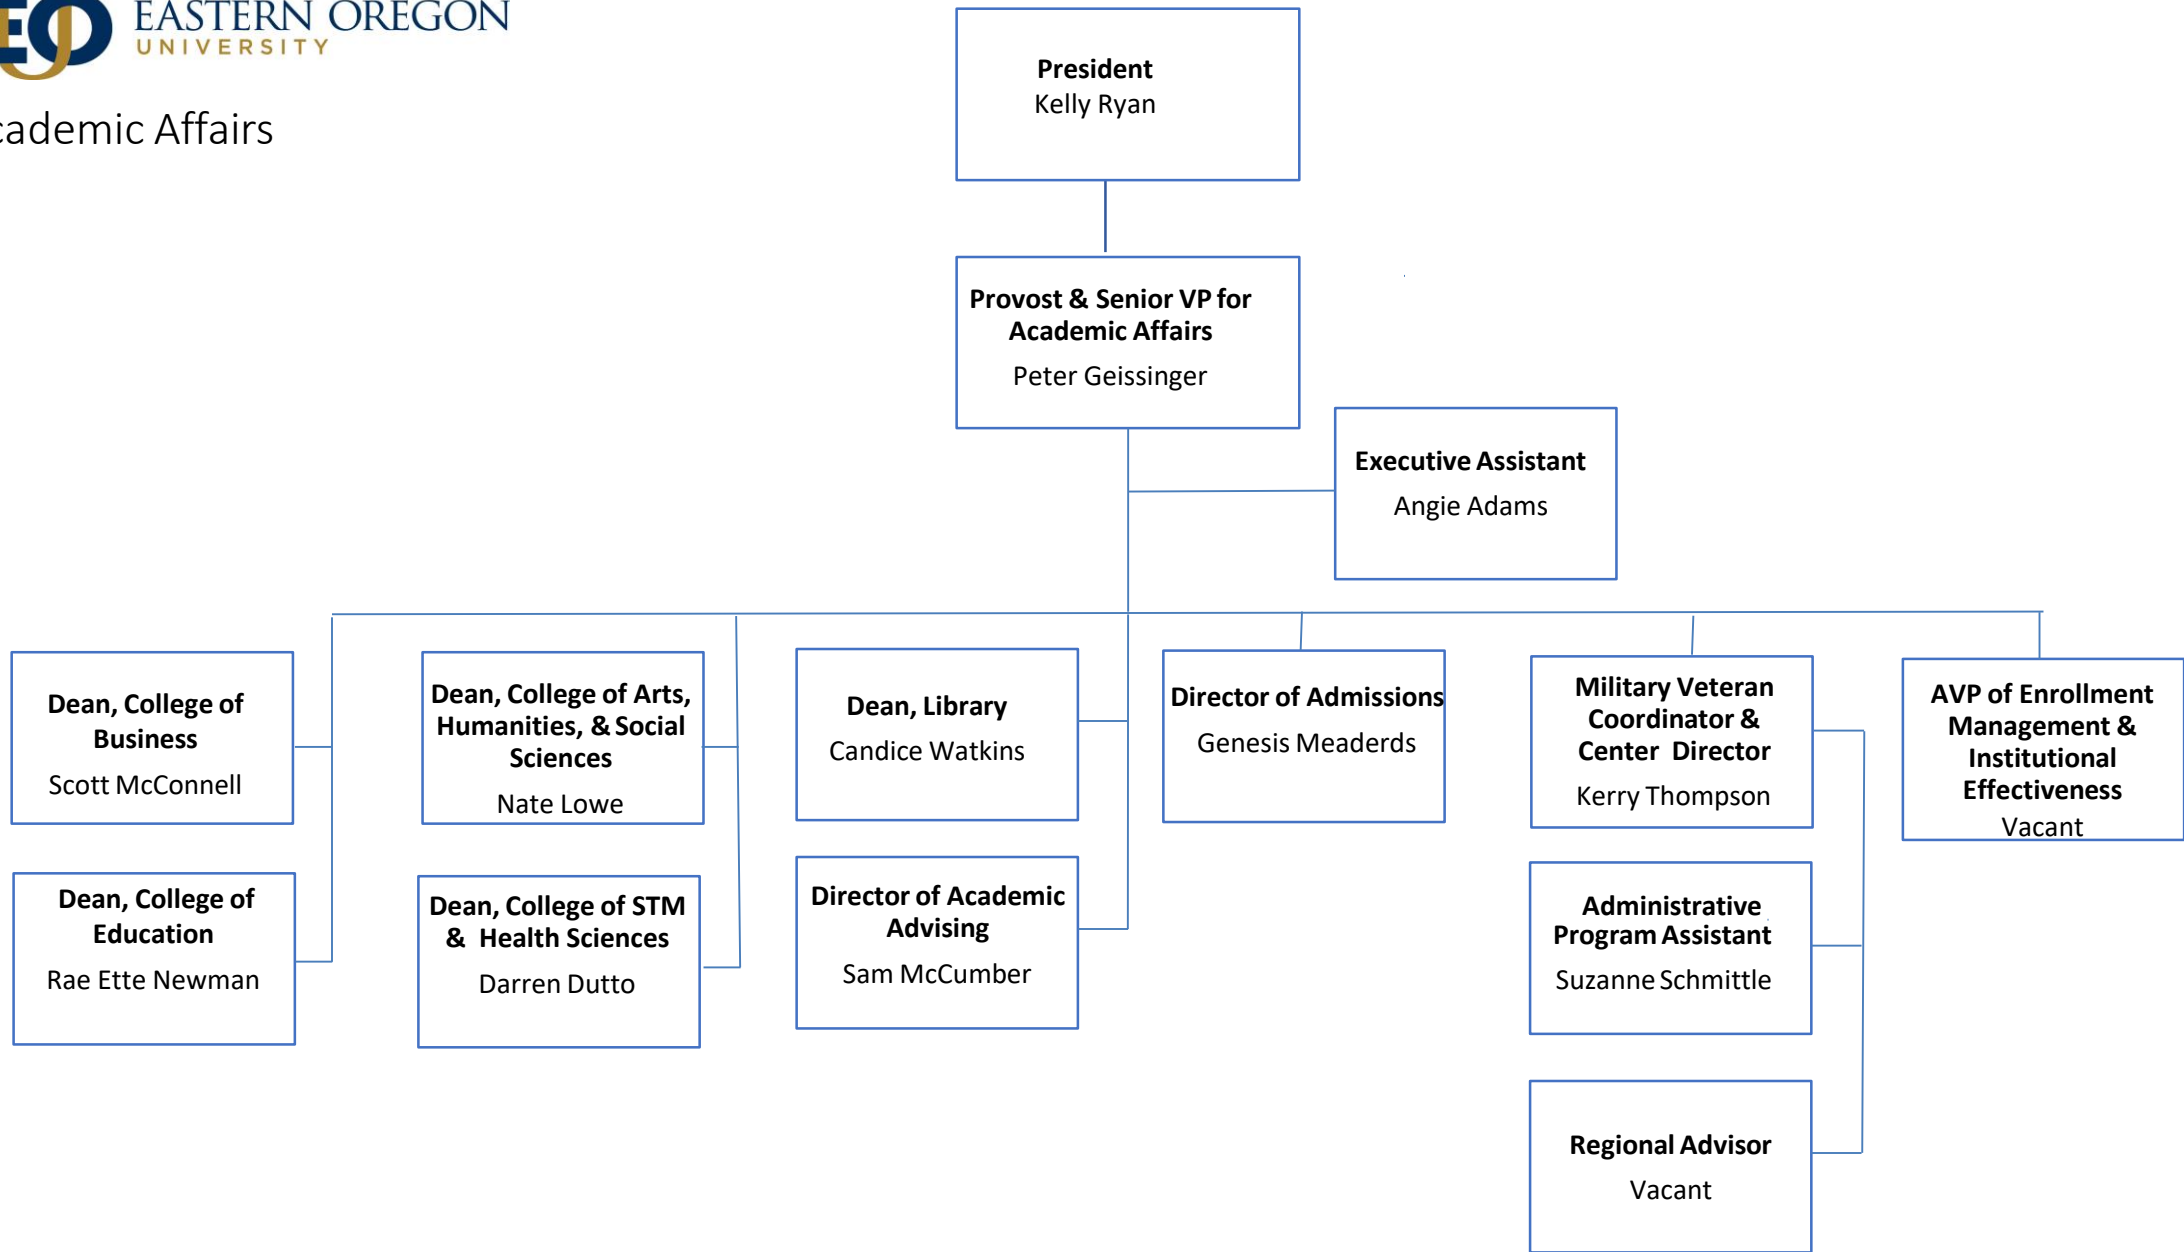 EO
EASTERN OREGON
UNIVERSITY
cademic Affairs
President
Kelly Ryan
Provost & Senior VP for
Academic Affairs
Peter Geissinger
Executive Assistant
Angie Adams
Dean, College of
Business
Scott McConnell
Dean, College of Arts,
Humanities, & Social
Sciences
Nate Lowe
Dean, Library
Candice Watkins
Director of Admissions
Genesis Meaderds
Military Veteran
Coordinator &
Center Director
Kerry Thompson
AVP of Enrollment
Management &
Institutional
Effectiveness
Vacant
Dean, College of
Education
Rae Ette Newman
Dean, College of STM
& Health Sciences
Darren Dutto
Director of Academic
Advising
Sam McCumber
Administrative
Program Assistant
Suzanne Schmittle
Regional Advisor
Vacant